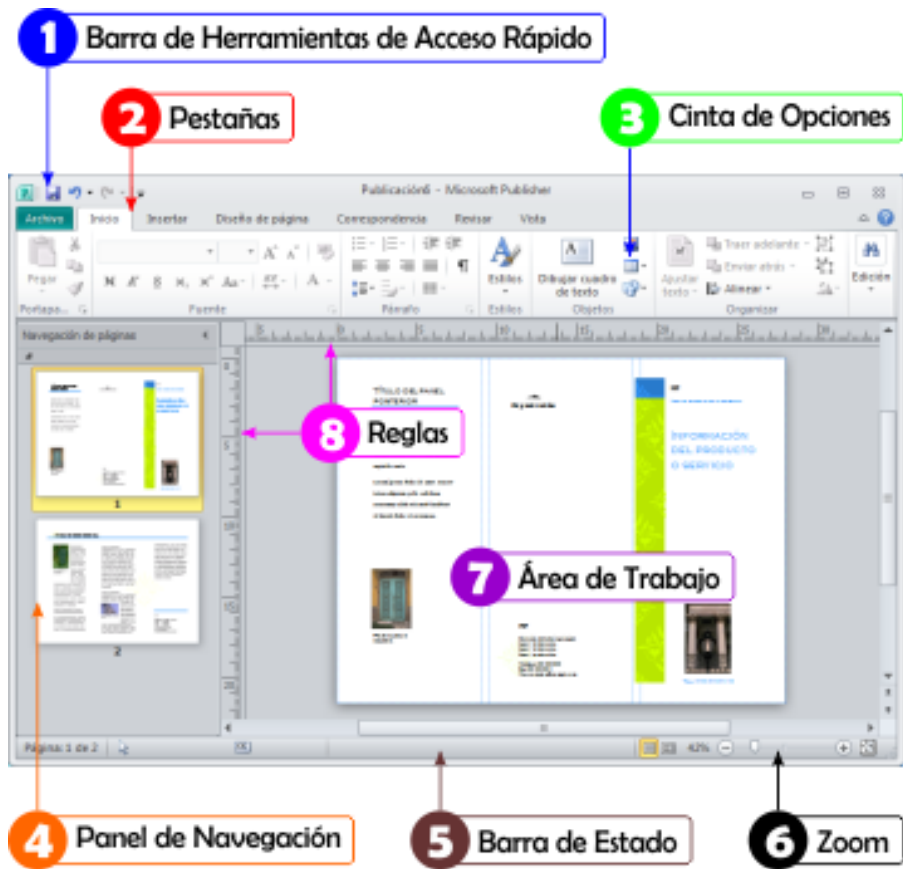 1 Barra de Herramientas de Acceso Rápido
2 Pestañas
3 Cinta de Opciones
Publicación6 - Microsoft Publisher
Archivo Inicio Insertar Diseño de página Correspondencia Revisar Vista
Pegar
Estilos
Dibujar cuadro de texto
Ajustar texto
Traer adelante
Enviar atrás
Alinear
Edición
Portapa... Fuente Párrafo Estilos Objetos Organizar
Navegación de páginas
TÍTULO DEL PANEL
POSTERIOR
8 Reglas
INFORMACIÓN
DEL PRODUCTO
O SERVICIO
1
7 Área de Trabajo
2
Página: 1 de 2
42%
4 Panel de Navegación
5 Barra de Estado
6 Zoom